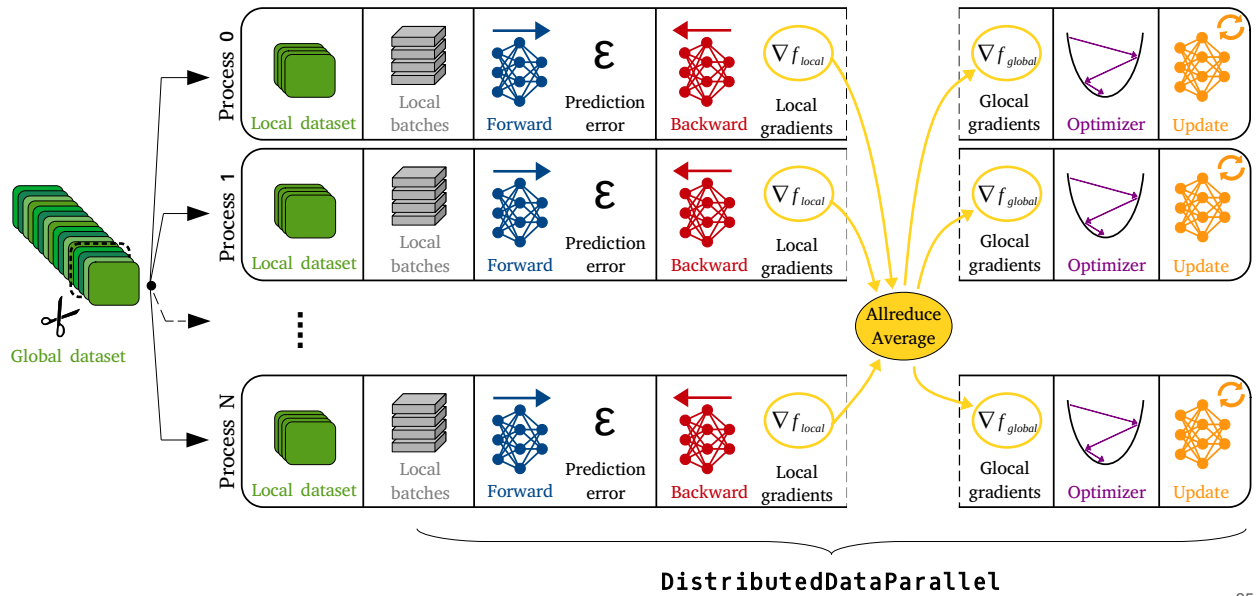 Process 0
Local dataset
Local
batches
Forward
ε
Prediction
error
Backward
∇f local
Local
gradients
∇f global
Glocal
gradients
Optimizer
Update
Process 1
Local dataset
Local
batches
Forward
ε
Prediction
error
Backward
∇f local
Local
gradients
∇f global
Glocal
gradients
Optimizer
Update
Global dataset
Allreduce
Average
Process N
Local dataset
Local
batches
Forward
ε
Prediction
error
Backward
∇f local
Local
gradients
∇f global
Glocal
gradients
Optimizer
Update
DistributedDataParallel